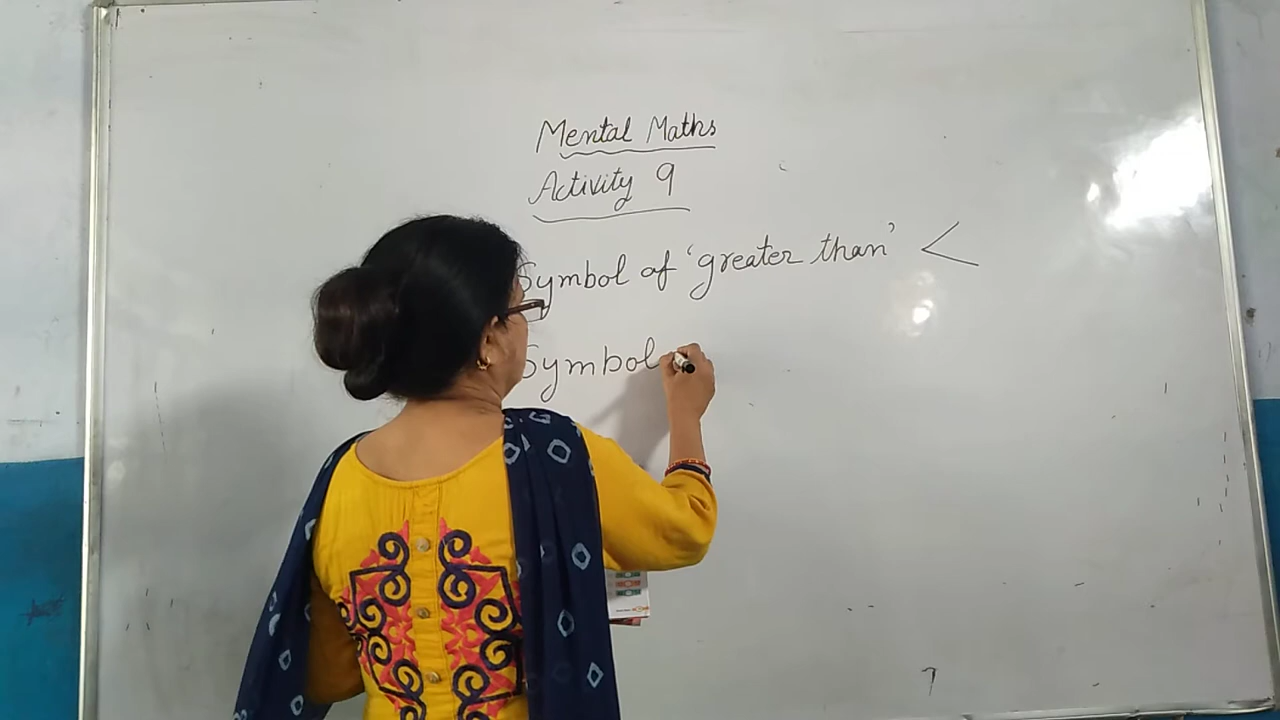 Mental Maths
Activity 9
Symbol of 'greater than' <
Symbol